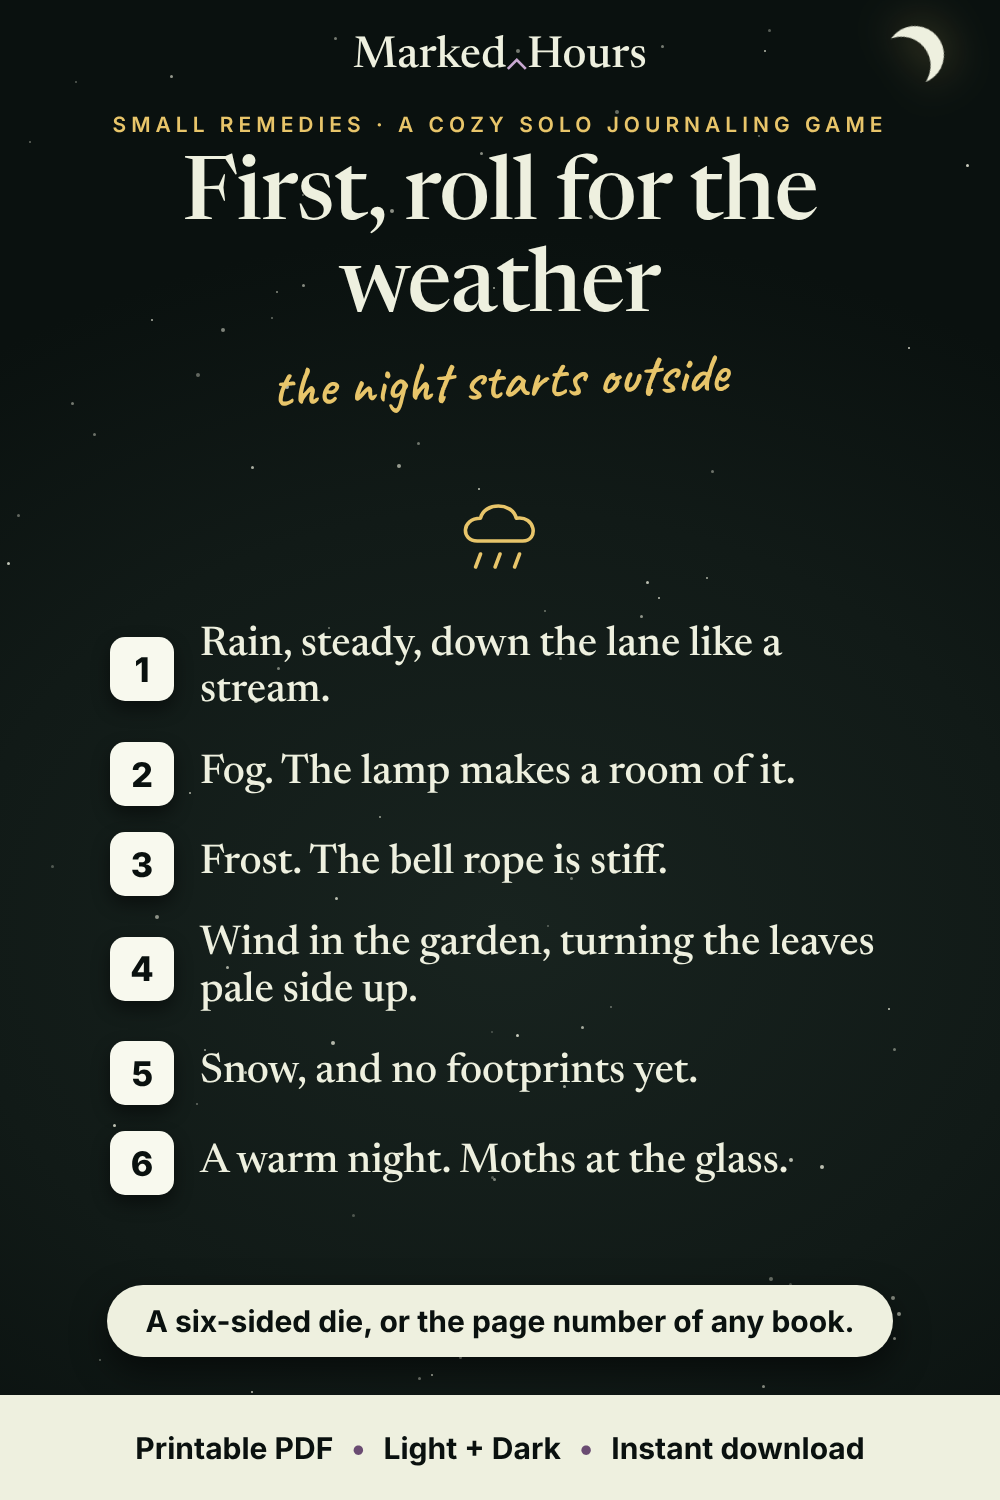 Marked‸Hours
SMALL REMEDIES · A COZY SOLO JOURNALING GAME
First, roll for the
weather
the night starts outside
1 Rain, steady, down the lane like a
stream.
2 Fog. The lamp makes a room of it.
3 Frost. The bell rope is stiff.
4 Wind in the garden, turning the leaves
pale side up.
5 Snow, and no footprints yet.
6 A warm night. Moths at the glass.
A six-sided die, or the page number of any book.
Printable PDF • Light + Dark • Instant download